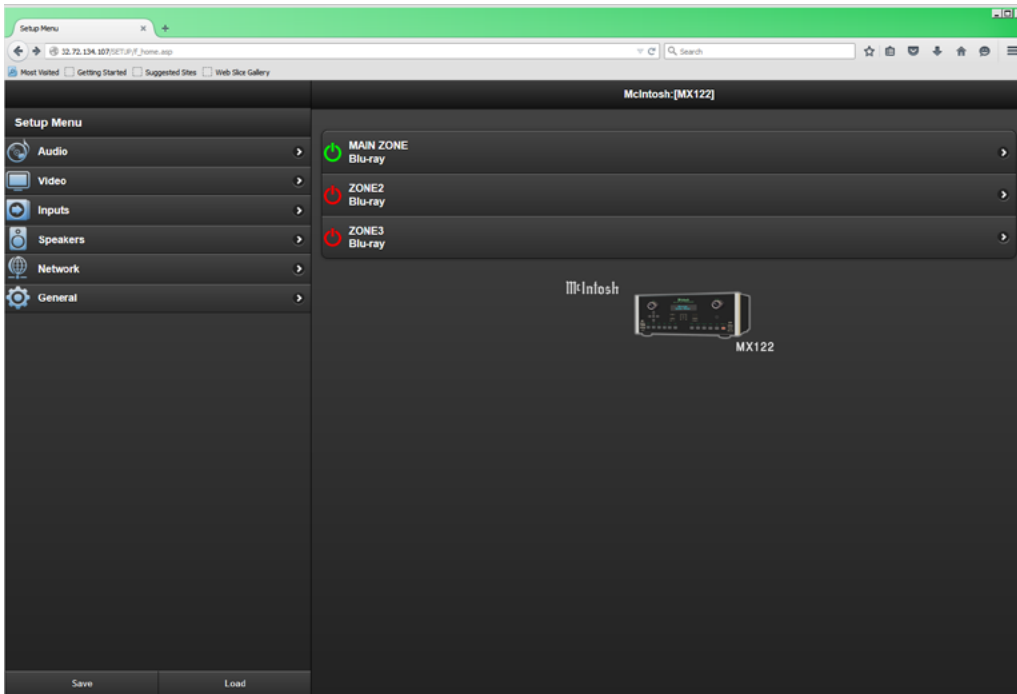 Setup Menu
32.72.134.107/SETUP/f_home.asp
Search
Most Visited Getting Started Suggested Sites Web Slice Gallery
McIntosh:[MX122]
Setup Menu
Audio
Video
Inputs
Speakers
Network
General
MAIN ZONE
Blu-ray
ZONE2
Blu-ray
ZONE3
Blu-ray
McIntosh
MX122
Save Load